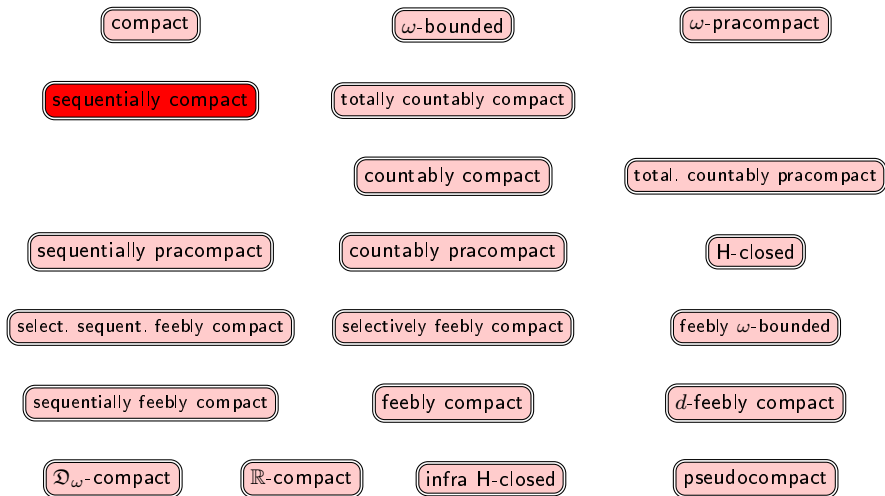 compact ω-bounded ω-pracompact
sequentially compact totally countably compact
countably compact total. countably pracompact
sequentially pracompact countably pracompact H-closed
select. sequent. feebly compact selectively feebly compact feebly ω-bounded
sequentially feebly compact feebly compact d-feebly compact
𝔇ω-compact ℝ-compact infra H-closed pseudocompact